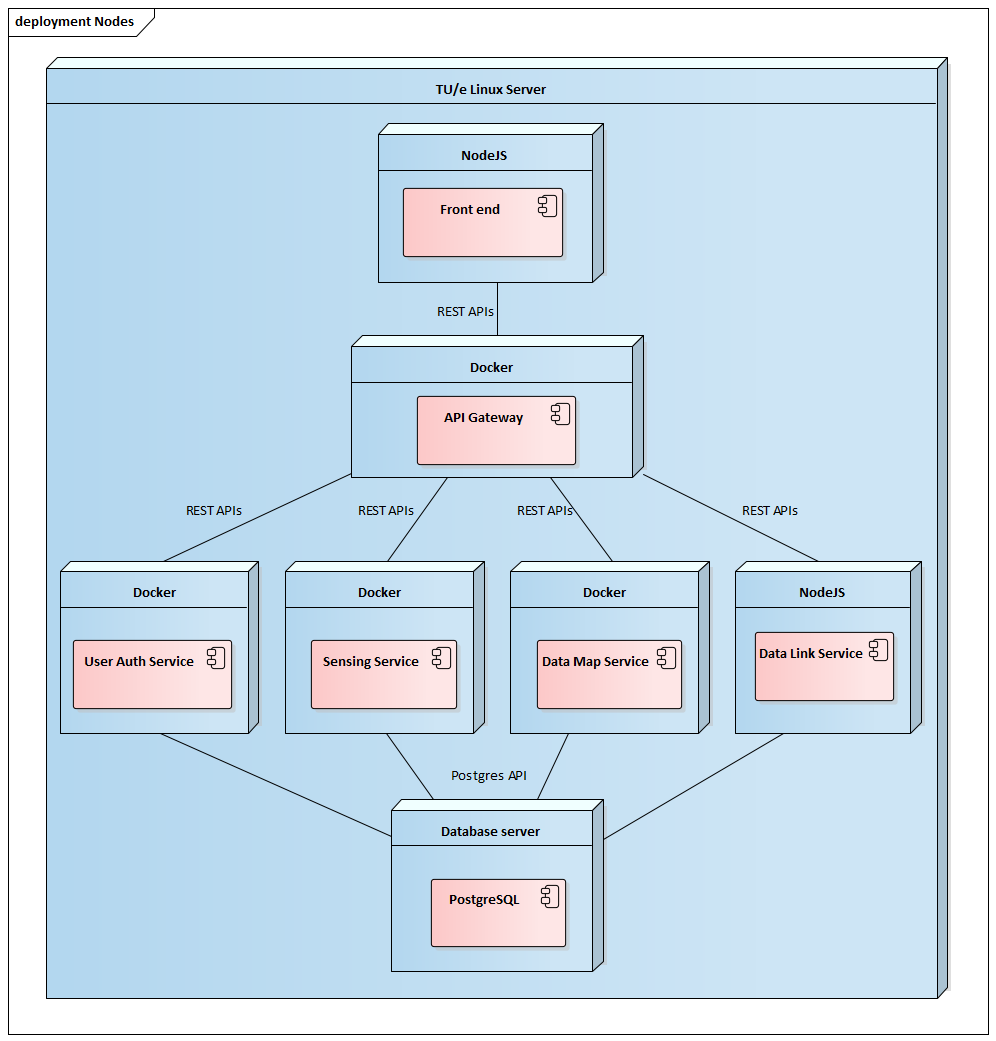 deployment Nodes
TU/e Linux Server
NodeJS
Front end
REST APIs
Docker
API Gateway
REST APIs
REST APIs
REST APIs
REST APIs
Docker
Docker
Docker
NodeJS
User Auth Service
Sensing Service
Data Map Service
Data Link Service
Postgres API
Database server
PostgreSQL